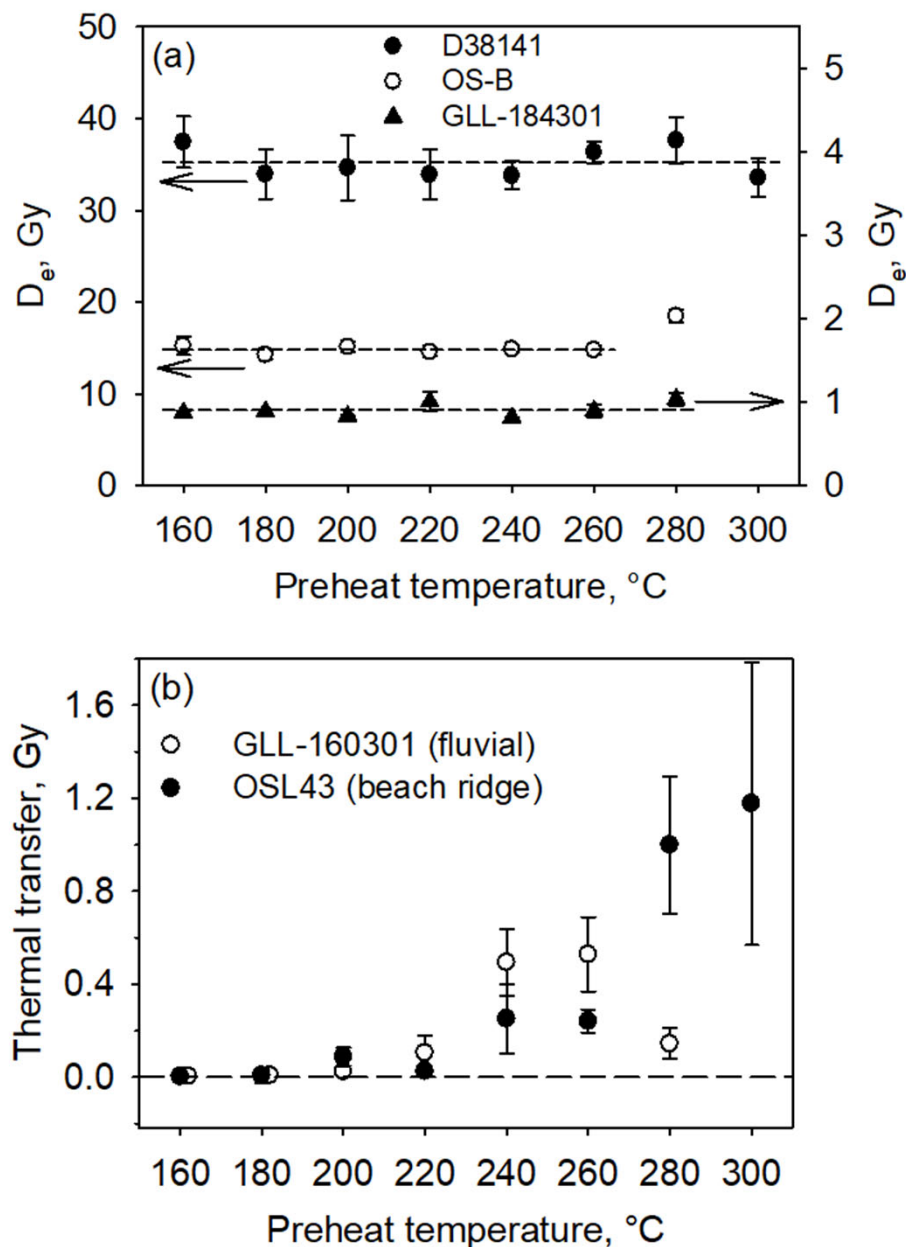 (a)
D38141
OS-B
GLL-184301
50
40
30
20
10
0
5
4
3
2
1
0
Dₑ, Gy
Dₑ, Gy
160 180 200 220 240 260 280 300
Preheat temperature, °C
(b)
GLL-160301 (fluvial)
OSL43 (beach ridge)
1.6
1.2
0.8
0.4
0.0
Thermal transfer, Gy
160 180 200 220 240 260 280 300
Preheat temperature, °C